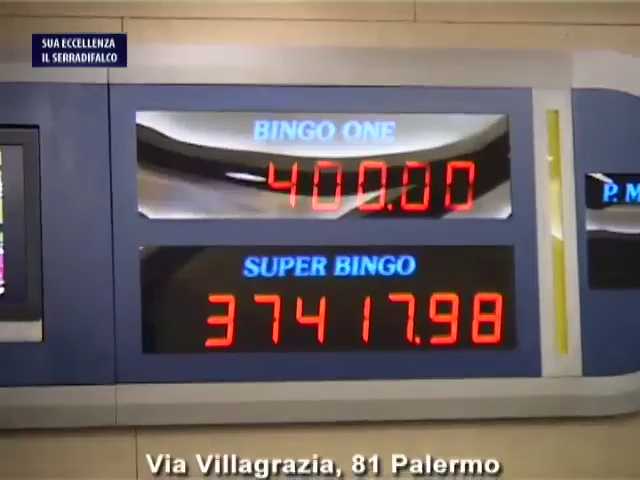 SUA ECCELLENZA
IL SERRADIFALCO
BINGO ONE
400.00
SUPER BINGO
37417.98
P. M
Via Villagrazia, 81 Palermo